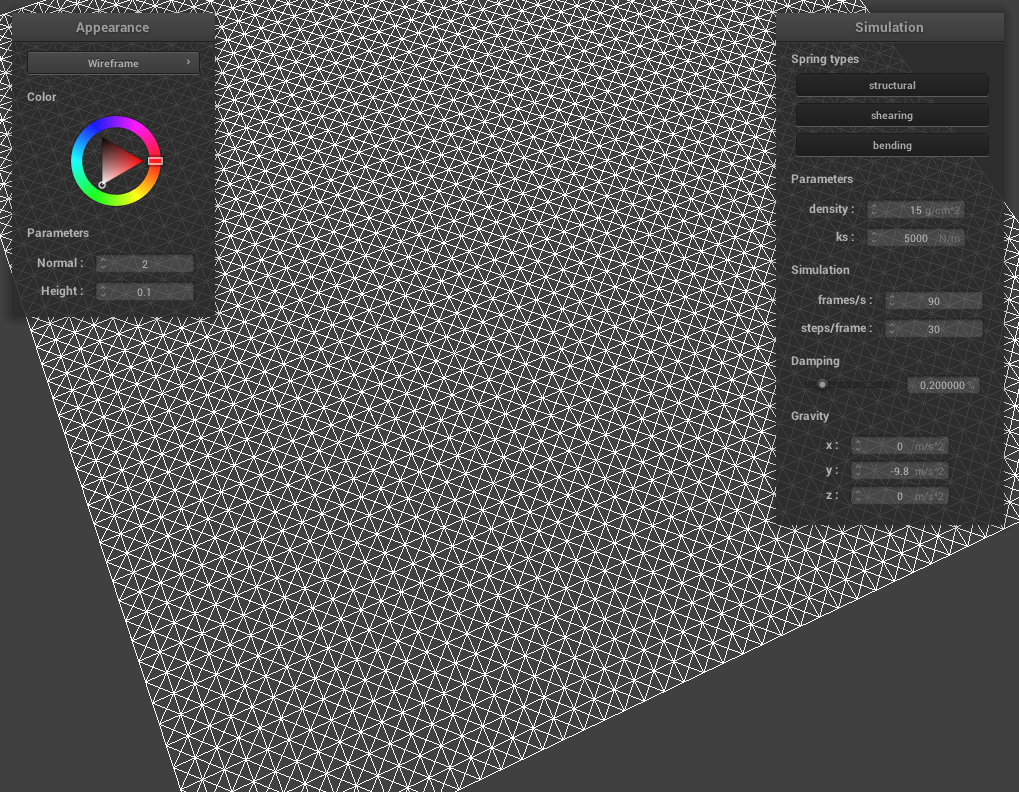 Appearance
Wireframe ›
Color
Parameters
Normal : 2
Height : 0.1
Simulation
Spring types
structural
shearing
bending
Parameters
density : 15 g/cm^2
ks : 5000 N/m
Simulation
frames/s : 90
steps/frame : 30
Damping
0.200000 %
Gravity
x : 0 m/s^2
y : -9.8 m/s^2
z : 0 m/s^2